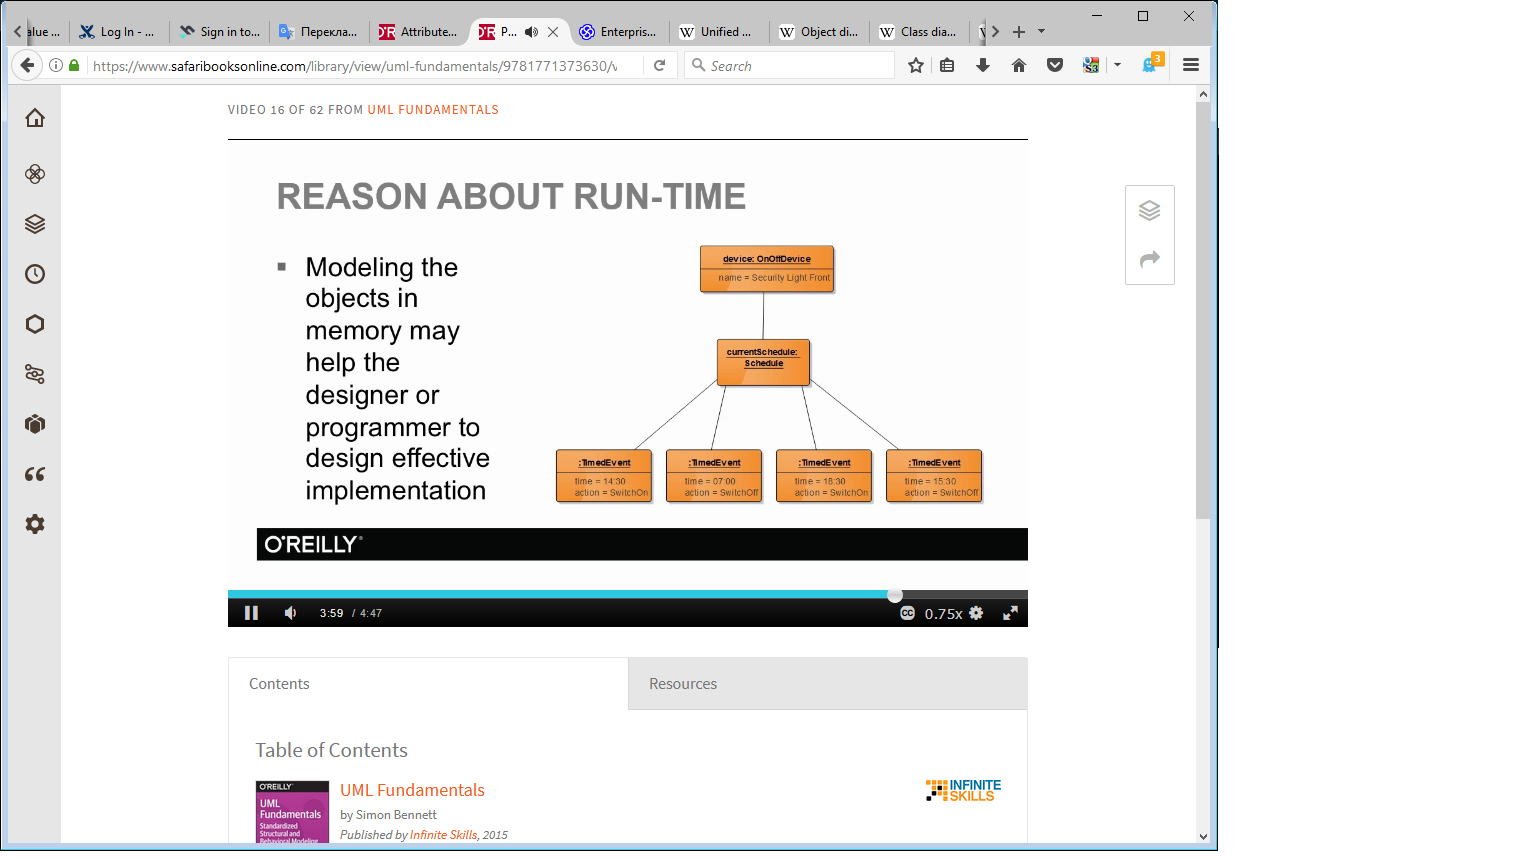 alue ...
Log In - ...
Sign in to...
Перекла...
Attribute...
P...
Enterpris...
Unified ...
Object di...
Class dia...
https://www.safaribooksonline.com/library/view/uml-fundamentals/9781771373630/v
Search
3
VIDEO 16 OF 62 FROM UML FUNDAMENTALS
REASON ABOUT RUN-TIME
Modeling the
objects in
memory may
help the
designer or
programmer to
design effective
implementation
device: OnOffDevice
name = Security Light Front
currentSchedule:
Schedule
:TimedEvent
time = 14:30
action = SwitchOn
:TimedEvent
time = 07:00
action = SwitchOff
:TimedEvent
time = 18:30
action = SwitchOn
:TimedEvent
time = 15:30
action = SwitchOff
O'REILLY
3:59 / 4:47
CC
0.75x
Contents
Resources
Table of Contents
O'REILLY
UML
Fundamentals
Standardized
Structural and
Behavioral Modeling
UML Fundamentals
by Simon Bennett
Published by Infinite Skills, 2015
INFINITE
SKILLS